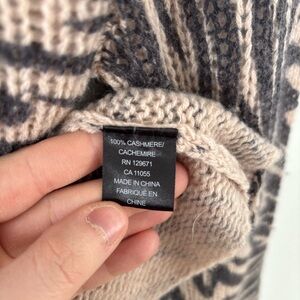 100% CASHMERE/
CACHEMIRE
RN 129671
CA 11055
MADE IN CHINA
FABRIQUÉ EN
CHINE